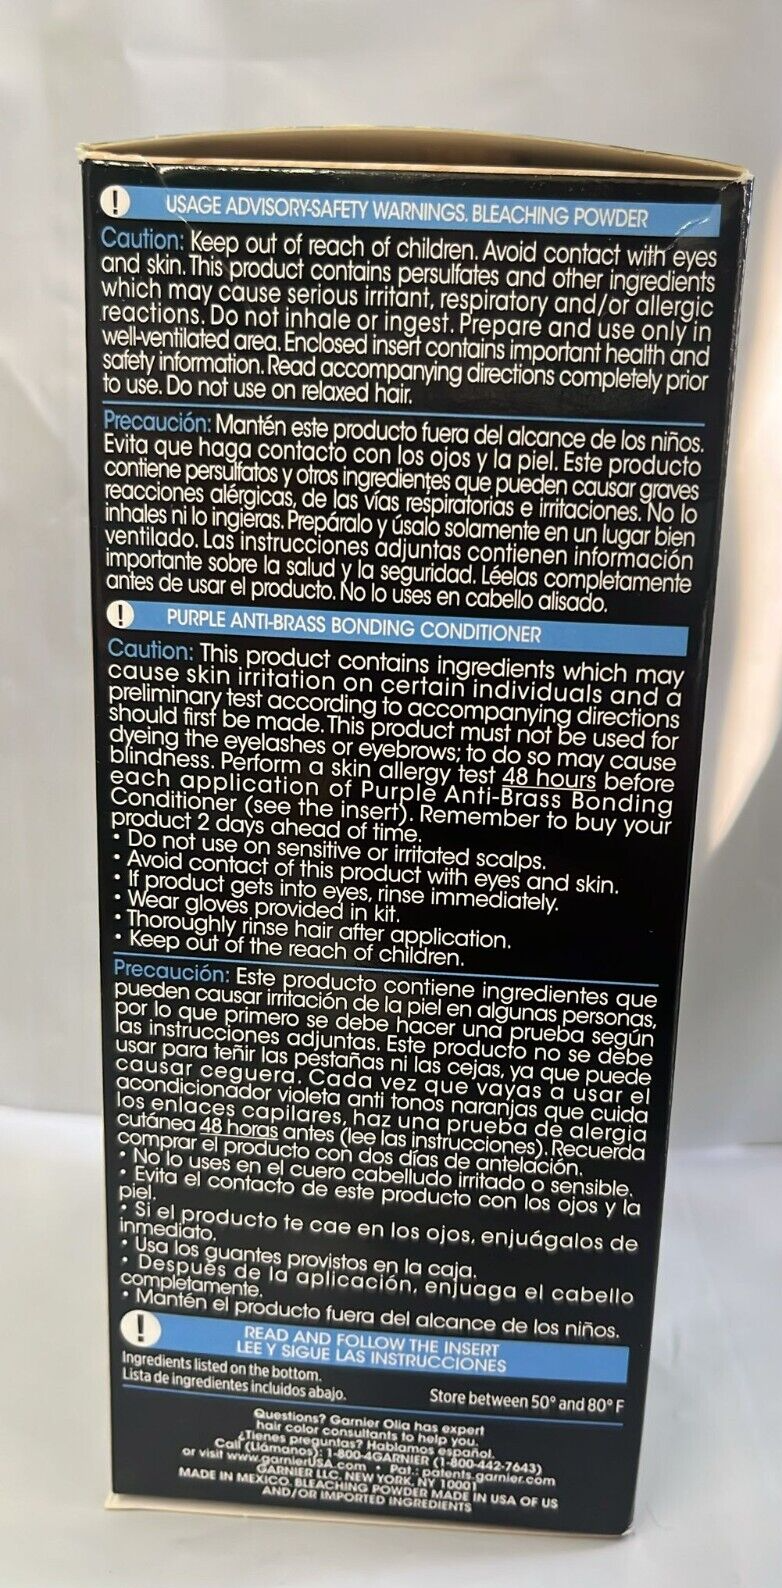 !
USAGE ADVISORY-SAFETY WARNINGS. BLEACHING POWDER
Caution: Keep out of reach of children. Avoid contact with eyes
and skin. This product contains persulfates and other ingredients
which may cause serious irritant, respiratory and/or allergic
reactions. Do not inhale or ingest. Prepare and use only in
well-ventilated area. Enclosed insert contains important health and
safety information. Read accompanying directions completely prior
to use. Do not use on relaxed hair.
Precaución: Mantén este producto fuera del alcance de los niños.
Evita que haga contacto con los ojos y la piel. Este producto
contiene persulfatos y otros ingredientes que pueden causar graves
reacciones alérgicas, de las vías respiratorias e irritaciones. No lo
inhales ni lo ingieras. Prepáralo y úsalo solamente en un lugar bien
ventilado. Las instrucciones adjuntas contienen información
importante sobre la salud y la seguridad. Léelas completamente
antes de usar el producto. No lo uses en cabello alisado.
!
PURPLE ANTI-BRASS BONDING CONDITIONER
Caution: This product contains ingredients which may
cause skin irritation on certain individuals and a
preliminary test according to accompanying directions
should first be made. This product must not be used for
dyeing the eyelashes or eyebrows; to do so may cause
blindness. Perform a skin allergy test 48 hours before
each application of Purple Anti-Brass Bonding
Conditioner (see the insert). Remember to buy your
product 2 days ahead of time.
• Do not use on sensitive or irritated scalps.
• Avoid contact of this product with eyes and skin.
• If product gets into eyes, rinse immediately.
• Wear gloves provided in kit.
• Thoroughly rinse hair after application.
• Keep out of the reach of children.
Precaución: Este producto contiene ingredientes que
pueden causar irritación de la piel en algunas personas,
por lo que primero se debe hacer una prueba según
las instrucciones adjuntas. Este producto no se debe
usar para teñir las pestañas ni las cejas, ya que puede
causar ceguera. Cada vez que vayas a usar el
acondicionador violeta anti tonos naranjas que cuida
los enlaces capilares, haz una prueba de alergia
cutánea 48 horas antes (lee las instrucciones). Recuerda
comprar el producto con dos días de antelación.
• No lo uses en el cuero cabelludo irritado o sensible.
• Evita el contacto de este producto con los ojos y la
piel.
• Si el producto te cae en los ojos, enjuágalos de
inmediato.
• Usa los guantes provistos en la caja.
• Después de la aplicación, enjuaga el cabello
completamente.
• Mantén el producto fuera del alcance de los niños.
!
READ AND FOLLOW THE INSERT
LEE Y SIGUE LAS INSTRUCCIONES
Ingredients listed on the bottom.
Lista de ingredientes incluidos abajo.
Store between 50° and 80° F
Questions? Garnier Olia has expert
hair color consultants to help you.
¿Tienes preguntas? Hablamos español.
Call (Llámanos): 1-800-4GARNIER (1-800-442-7643)
or visit www.garnierUSA.com • Pat.: patents.garnier.com
GARNIER LLC, NEW YORK, NY 10001
MADE IN MEXICO. BLEACHING POWDER MADE IN USA OF US
AND/OR IMPORTED INGREDIENTS